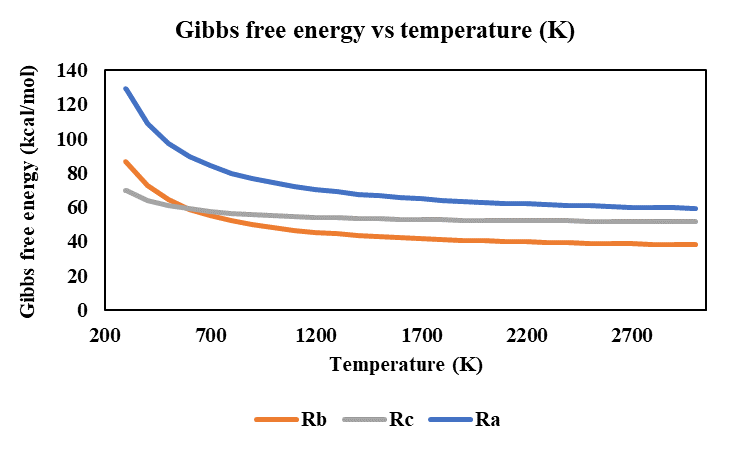 Gibbs free energy vs temperature (K)
Gibbs free energy (kcal/mol)
140
120
100
80
60
40
20
0
200 700 1200 1700 2200 2700
Temperature (K)
Rb Rc Ra